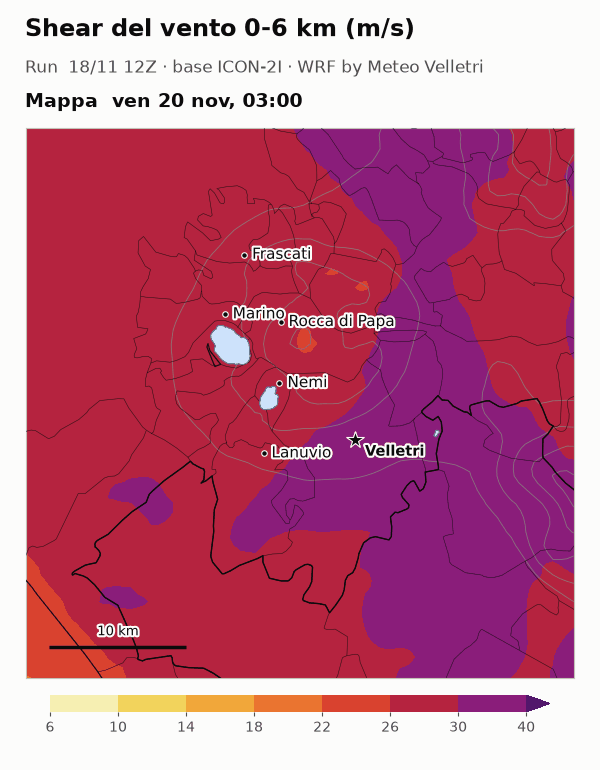 Shear del vento 0-6 km (m/s)
Run  18/11 12Z · base ICON-2I · WRF by Meteo Velletri
Mappa  ven 20 nov, 03:00
Frascati
Marino
Rocca di Papa
Nemi
Velletri
Lanuvio
10 km
6 10 14 18 22 26 30 40